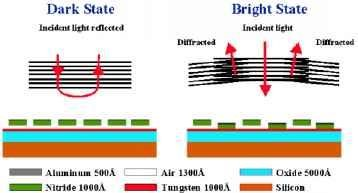 Dark State
Bright State
Incident light reflected
Incident light
Diffracted
Diffracted
Aluminum 500Å
Air 1300Å
Oxide 5000Å
Nitride 1000Å
Tungsten 1000Å
Silicon